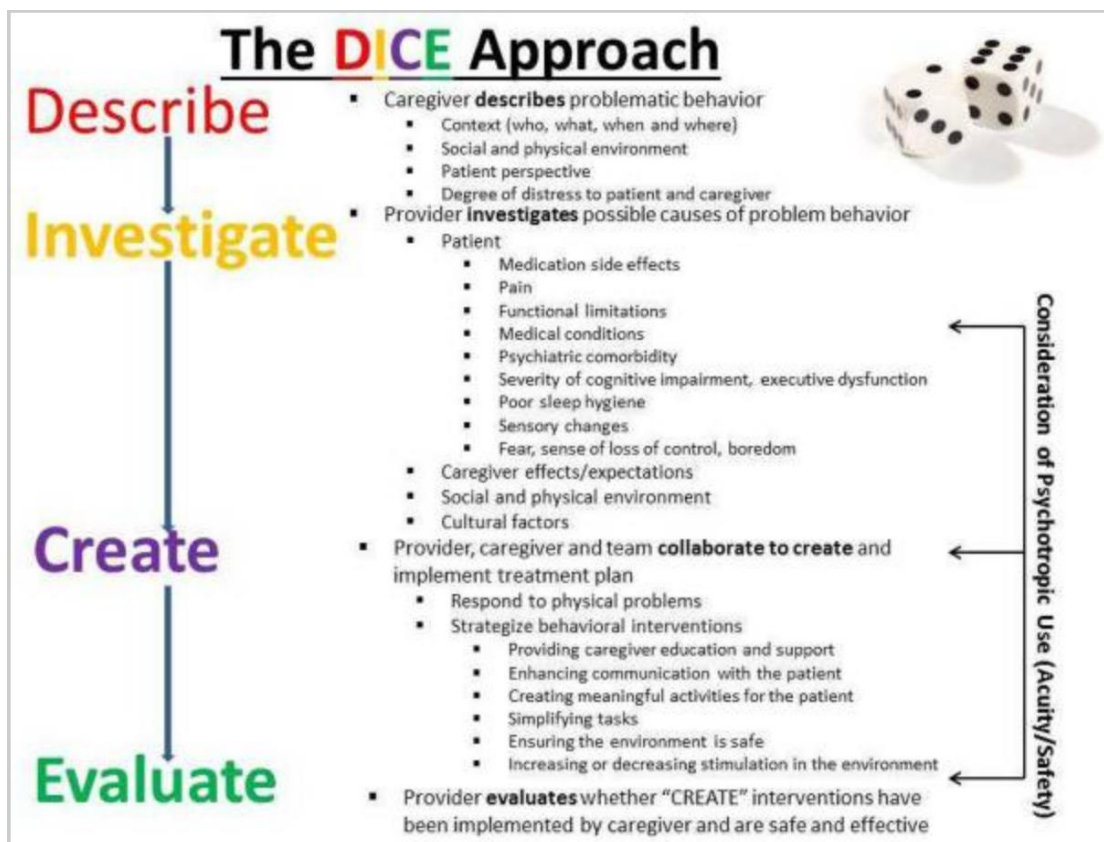 The DICE Approach
Describe
▪ Caregiver describes problematic behavior
▪ Context (who, what, when and where)
▪ Social and physical environment
▪ Patient perspective
▪ Degree of distress to patient and caregiver
Investigate
▪ Provider investigates possible causes of problem behavior
▪ Patient
▪ Medication side effects
▪ Pain
▪ Functional limitations
▪ Medical conditions
▪ Psychiatric comorbidity
▪ Severity of cognitive impairment, executive dysfunction
▪ Poor sleep hygiene
▪ Sensory changes
▪ Fear, sense of loss of control, boredom
▪ Caregiver effects/expectations
▪ Social and physical environment
▪ Cultural factors
Create
▪ Provider, caregiver and team collaborate to create and
implement treatment plan
▪ Respond to physical problems
▪ Strategize behavioral interventions
▪ Providing caregiver education and support
▪ Enhancing communication with the patient
▪ Creating meaningful activities for the patient
▪ Simplifying tasks
▪ Ensuring the environment is safe
▪ Increasing or decreasing stimulation in the environment
Evaluate
▪ Provider evaluates whether “CREATE” interventions have
been implemented by caregiver and are safe and effective
Consideration of Psychotropic Use (Acuity/Safety)